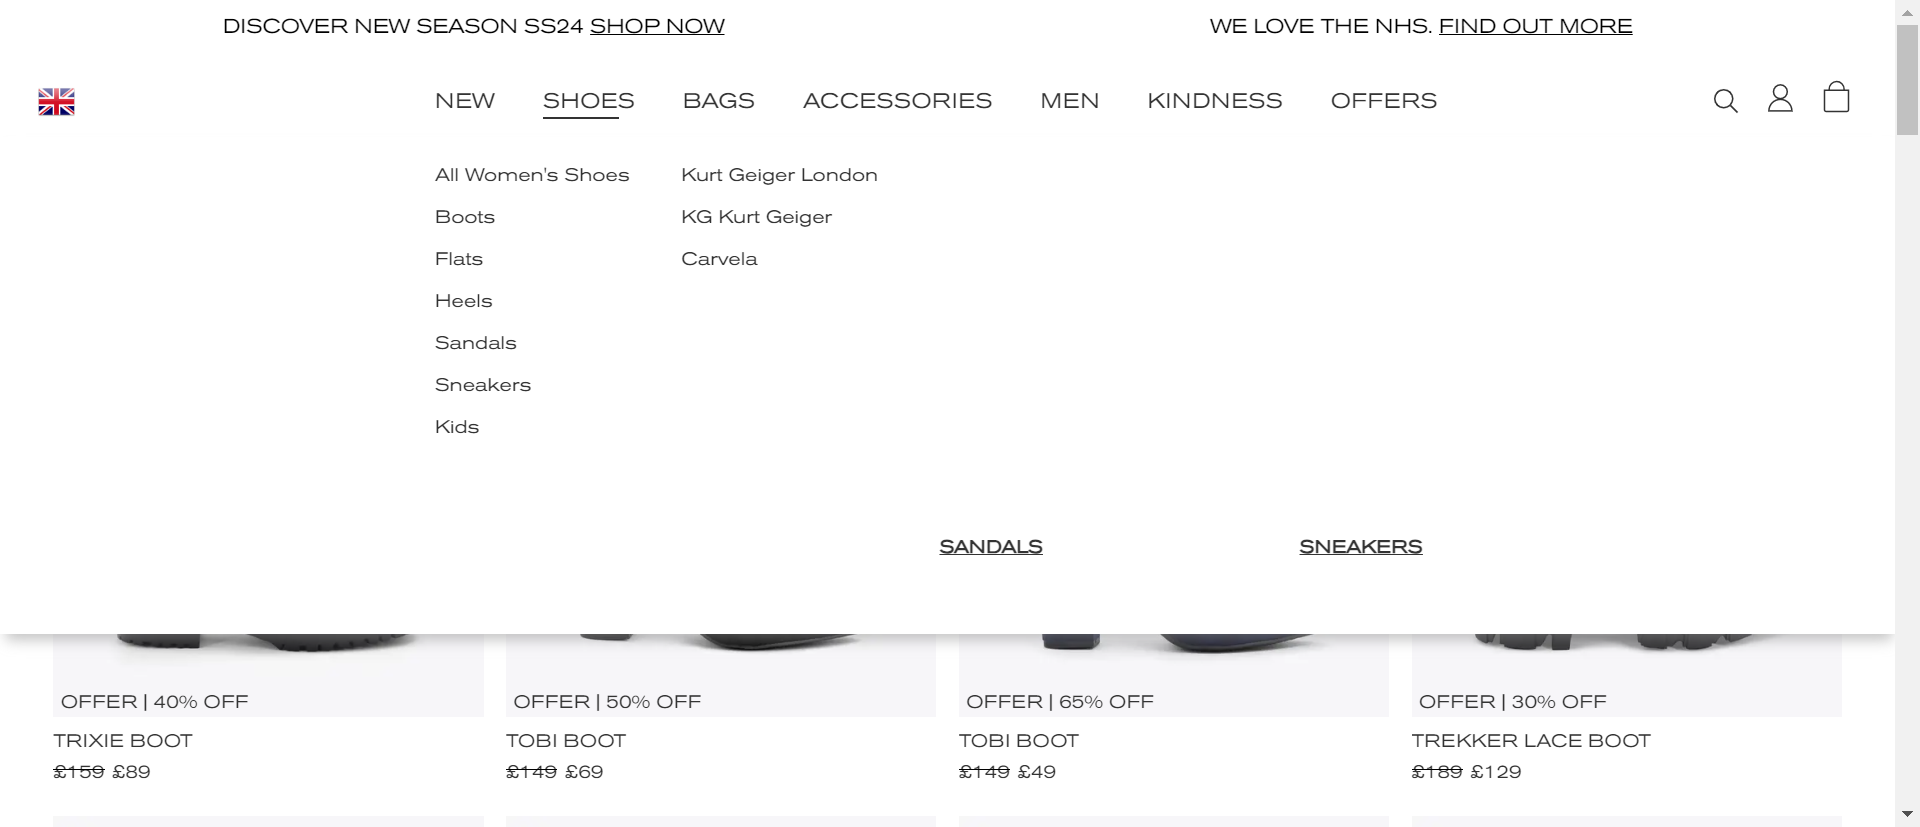 DISCOVER NEW SEASON SS24 SHOP NOW
WE LOVE THE NHS. FIND OUT MORE
NEW SHOES BAGS ACCESSORIES MEN KINDNESS OFFERS
All Women's Shoes
Boots
Flats
Heels
Sandals
Sneakers
Kids
Kurt Geiger London
KG Kurt Geiger
Carvela
SANDALS
SNEAKERS
OFFER | 40% OFF
TRIXIE BOOT
£159 £89
OFFER | 50% OFF
TOBI BOOT
£149 £69
OFFER | 65% OFF
TOBI BOOT
£149 £49
OFFER | 30% OFF
TREKKER LACE BOOT
£189 £129